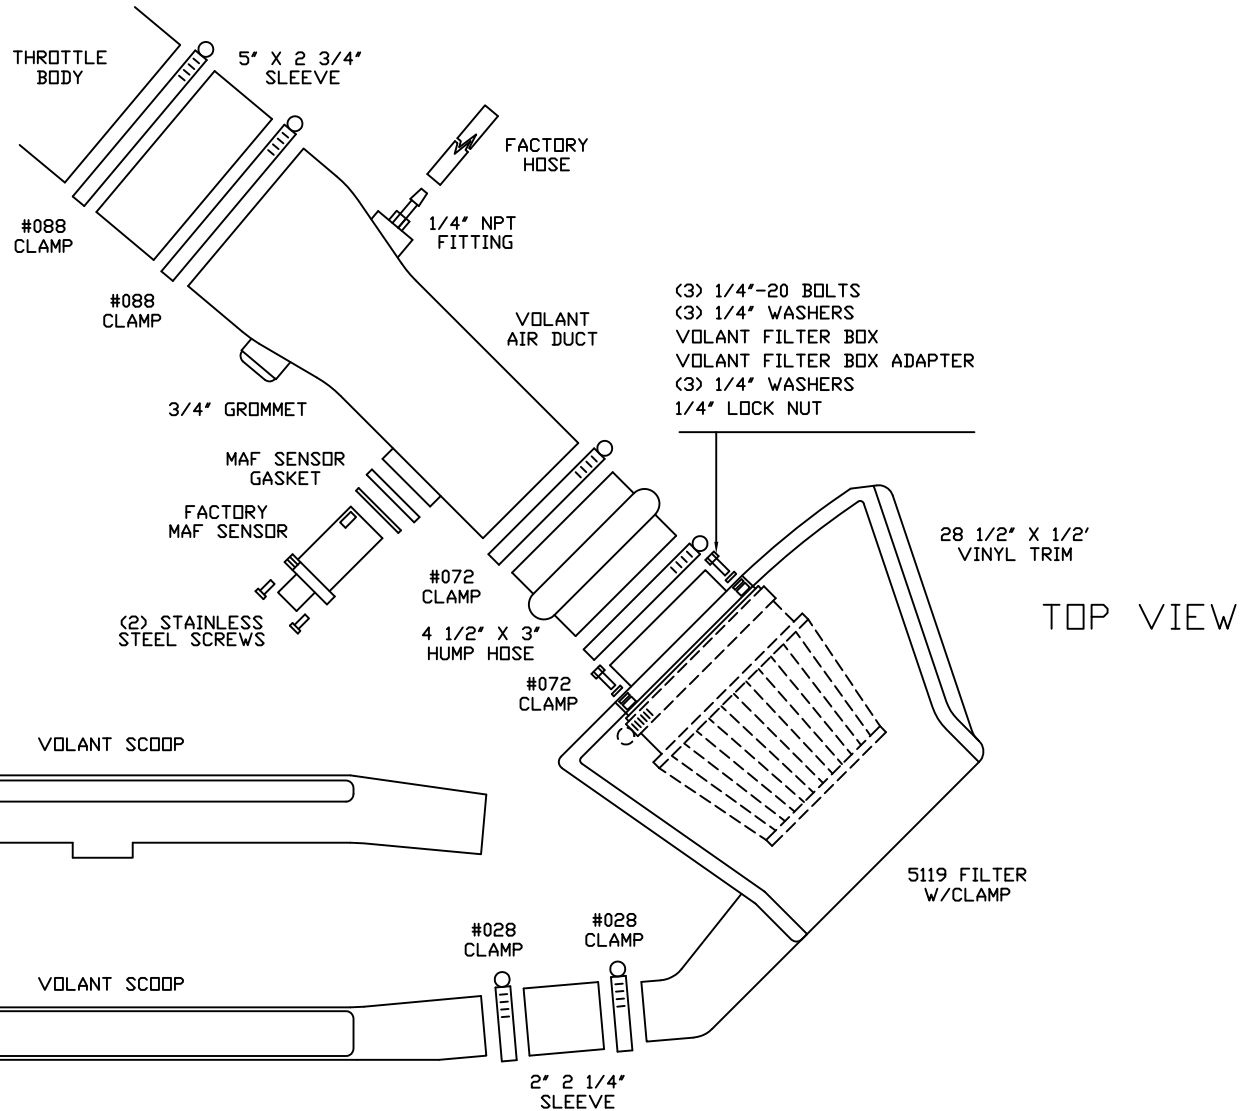 THROTTLE
BODY
5" X 2 3/4"
SLEEVE
FACTORY
HOSE
#088
CLAMP
1/4" NPT
FITTING
#088
CLAMP
VOLANT
AIR DUCT
(3) 1/4"-20 BOLTS
(3) 1/4" WASHERS
VOLANT FILTER BOX
VOLANT FILTER BOX ADAPTER
(3) 1/4" WASHERS
1/4" LOCK NUT
3/4" GROMMET
MAF SENSOR
GASKET
FACTORY
MAF SENSOR
28 1/2" X 1/2'
VINYL TRIM
#072
CLAMP
TOP VIEW
(2) STAINLESS
STEEL SCREWS
4 1/2" X 3"
HUMP HOSE
#072
CLAMP
VOLANT SCOOP
5119 FILTER
W/CLAMP
#028
CLAMP
#028
CLAMP
VOLANT SCOOP
2" 2 1/4"
SLEEVE